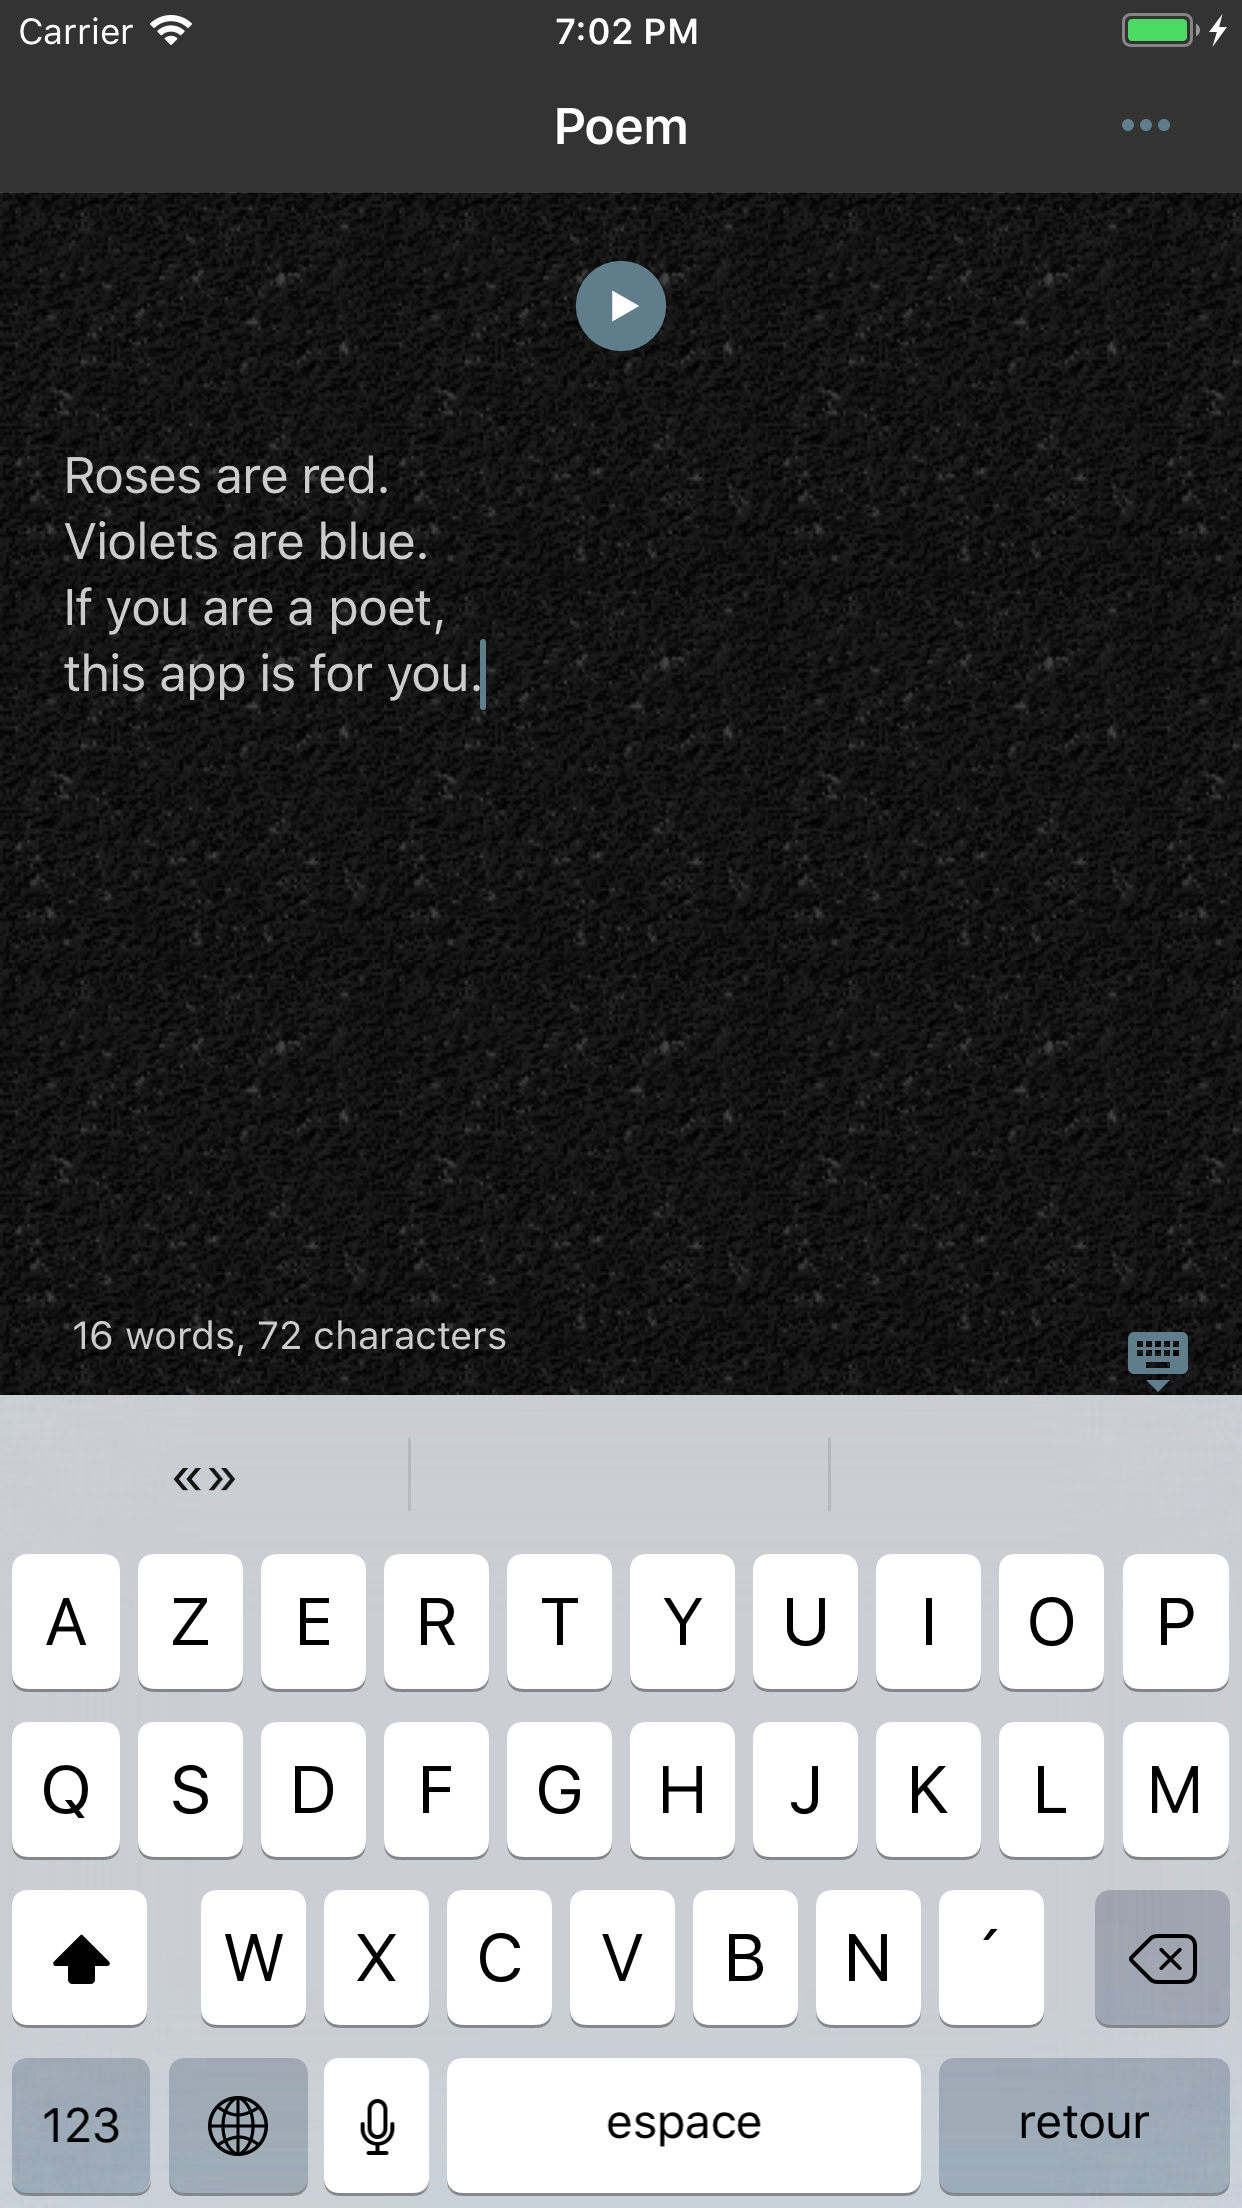 Carrier 7:02 PM
Poem
Roses are red.
Violets are blue.
If you are a poet,
this app is for you.
16 words, 72 characters
«»
A Z E R T Y U I O P
Q S D F G H J K L M
W X C V B N ´
123 espace retour